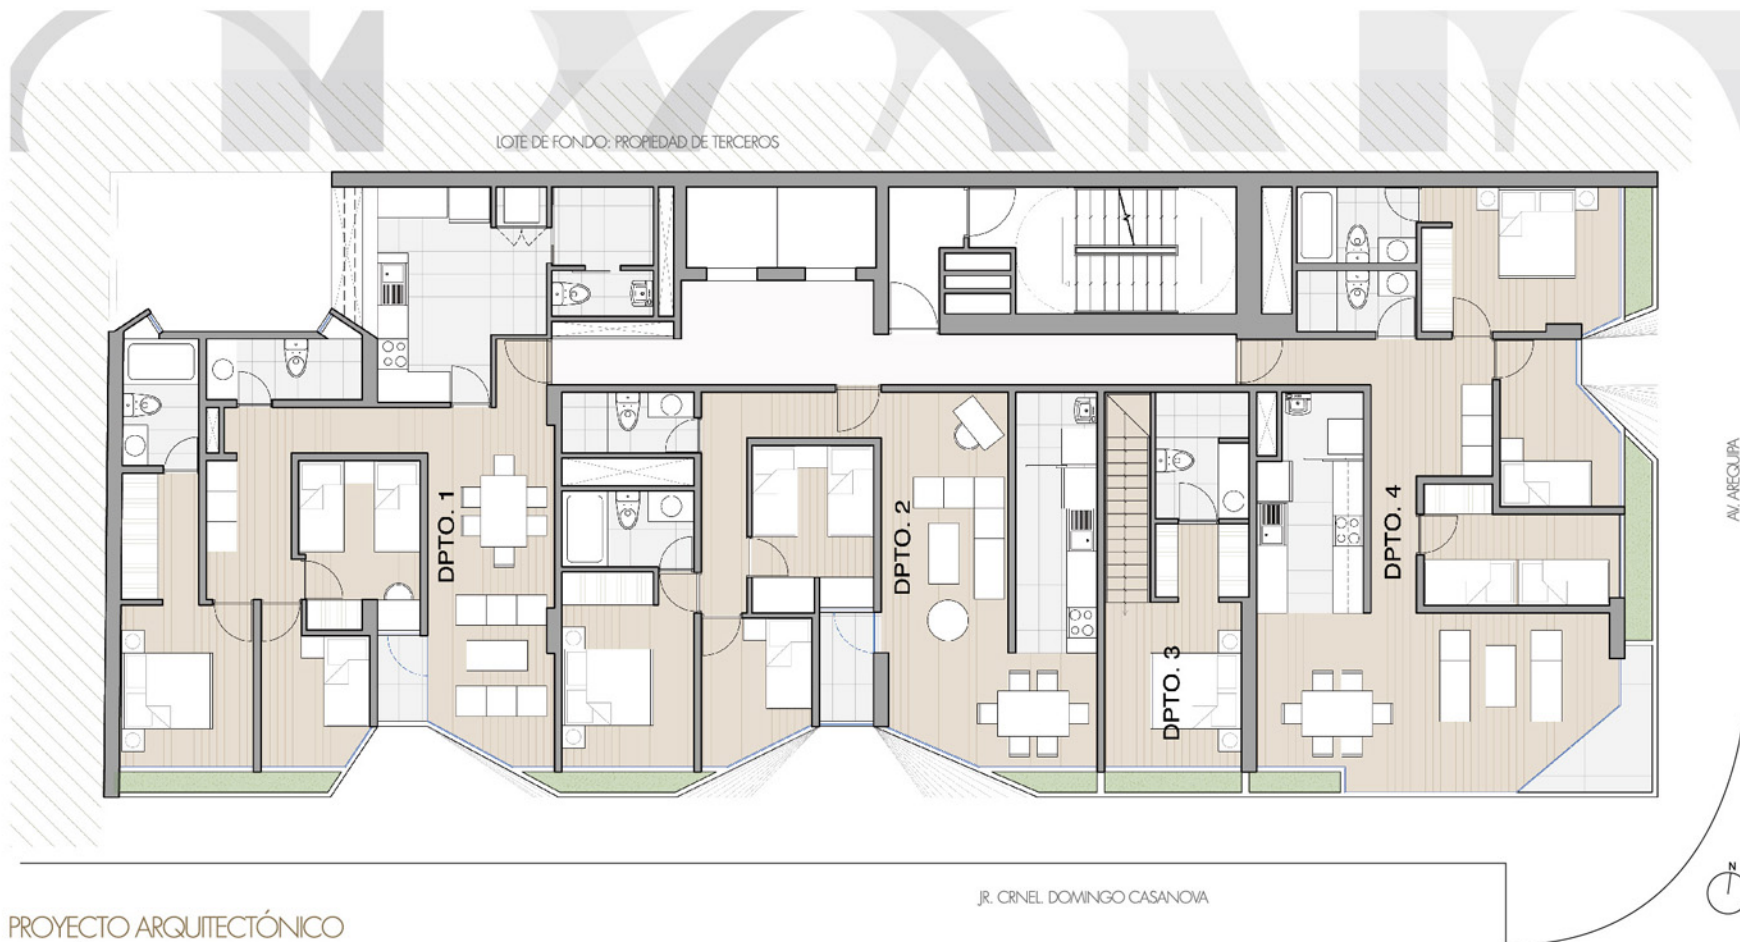 LOTE DE FONDO: PROPIEDAD DE TERCEROS
DPTO. 1
DPTO. 2
DPTO. 3
DPTO. 4
AV. AREQUIPA
JR. CRNEL. DOMINGO CASANOVA
N
PROYECTO ARQUITECTÓNICO